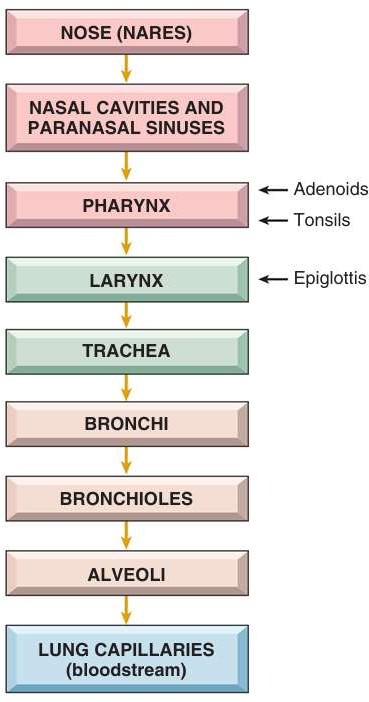 NOSE (NARES)
NASAL CAVITIES AND
PARANASAL SINUSES
PHARYNX
Adenoids
Tonsils
LARYNX
Epiglottis
TRACHEA
BRONCHI
BRONCHIOLES
ALVEOLI
LUNG CAPILLARIES
(bloodstream)